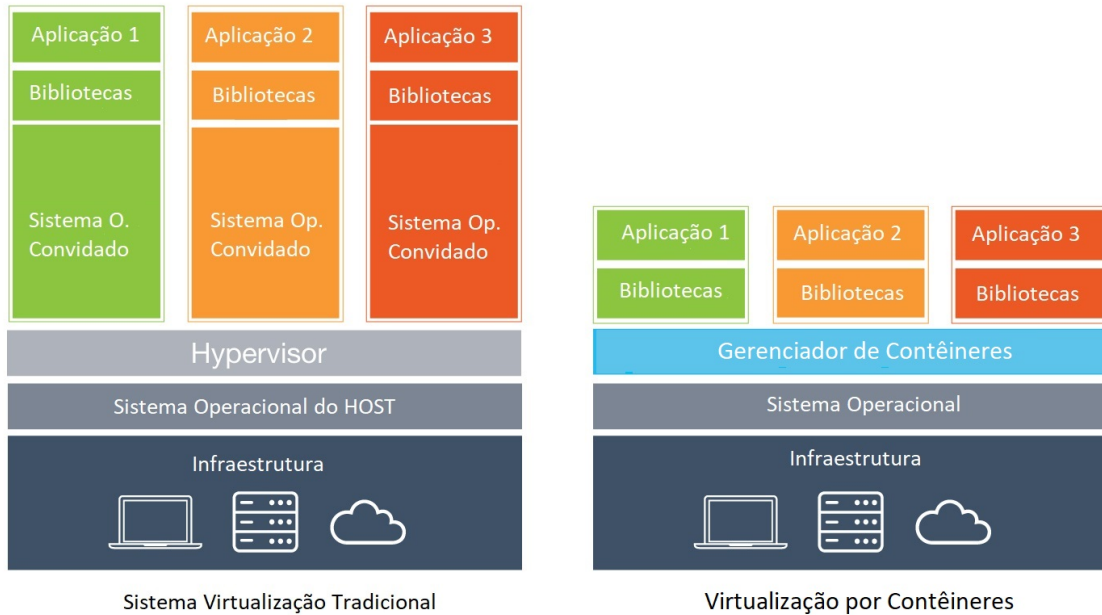 Aplicação 1
Aplicação 2
Aplicação 3
Bibliotecas
Bibliotecas
Bibliotecas
Sistema O.
Convidado
Sistema Op.
Convidado
Sistema Op.
Convidado
Hypervisor
Sistema Operacional do HOST
Infraestrutura
Sistema Virtualização Tradicional
Aplicação 1
Aplicação 2
Aplicação 3
Bibliotecas
Bibliotecas
Bibliotecas
Gerenciador de Contêineres
Sistema Operacional
Infraestrutura
Virtualização por Contêineres